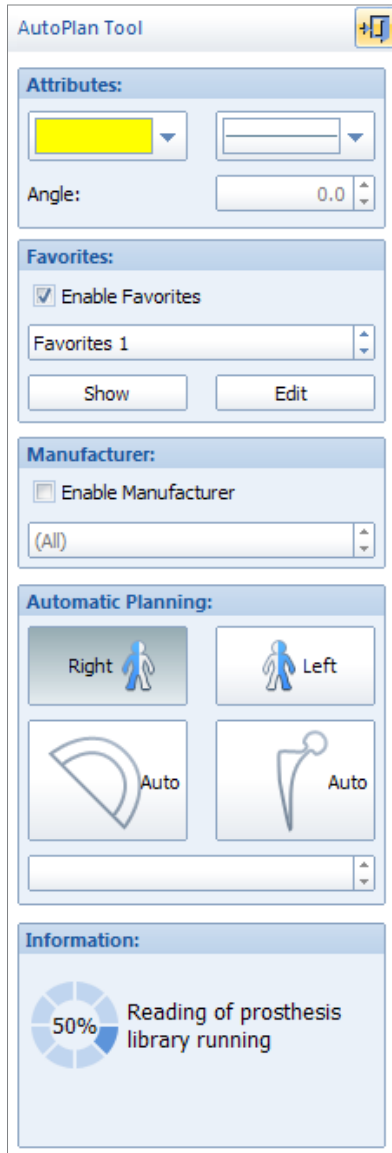 AutoPlan Tool
Attributes:
Angle:
0.0
Favorites:
Enable Favorites
Favorites 1
Show
Edit
Manufacturer:
Enable Manufacturer
(All)
Automatic Planning:
Right
Left
Auto
Auto
Information:
50%
Reading of prosthesis
library running